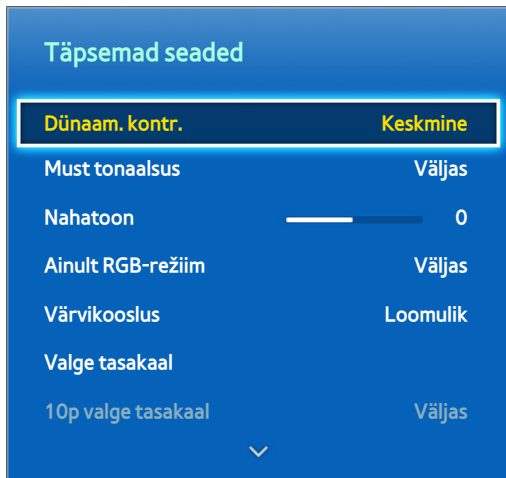 Täpsemad seaded
Dünaam. kontr. Keskmine
Must tonaalsus Väljas
Nahatoon 0
Ainult RGB-režiim Väljas
Värvikooslus Loomulik
Valge tasakaal
10p valge tasakaal Väljas